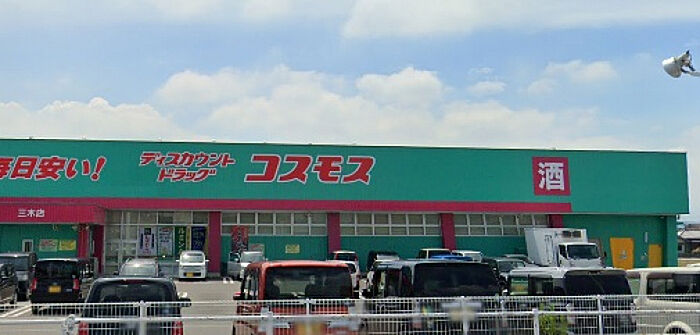 毎日安い!
ディスカウント
ドラッグ
コスモス
酒
三木店